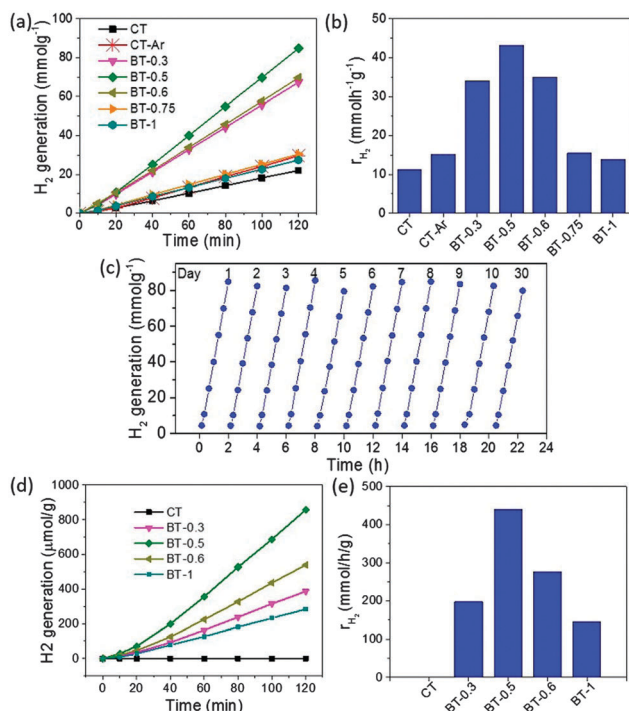 (a)
H₂ generation (mmolg⁻¹)
100
80
60
40
20
0
CT
CT-Ar
BT-0.3
BT-0.5
BT-0.6
BT-0.75
BT-1
0 20 40 60 80 100 120
Time (min)
(b)
r_H₂ (mmolh⁻¹g⁻¹)
50
40
30
20
10
0
CT
CT-Ar
BT-0.3
BT-0.5
BT-0.6
BT-0.75
BT-1
(c)
H₂ generation (mmolg⁻¹)
80
60
40
20
0
Day 1 2 3 4 5 6 7 8 9 10 30
0 2 4 6 8 10 12 14 16 18 20 22 24
Time (h)
(d)
H2 generation (μmol/g)
1000
800
600
400
200
0
CT
BT-0.3
BT-0.5
BT-0.6
BT-1
0 20 40 60 80 100 120
Time (min)
(e)
r_H₂ (mmol/h/g)
500
400
300
200
100
0
CT
BT-0.3
BT-0.5
BT-0.6
BT-1